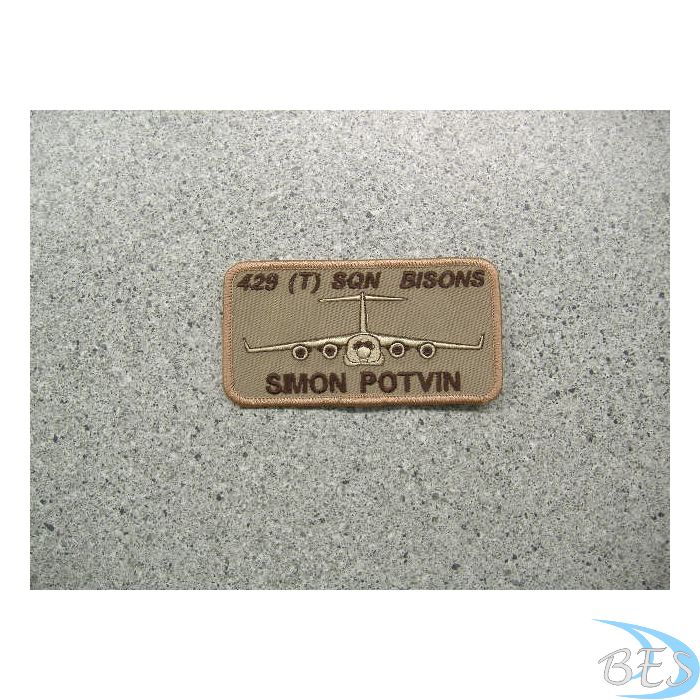 429 (T) SQN BISONS
SIMON POTVIN
BES